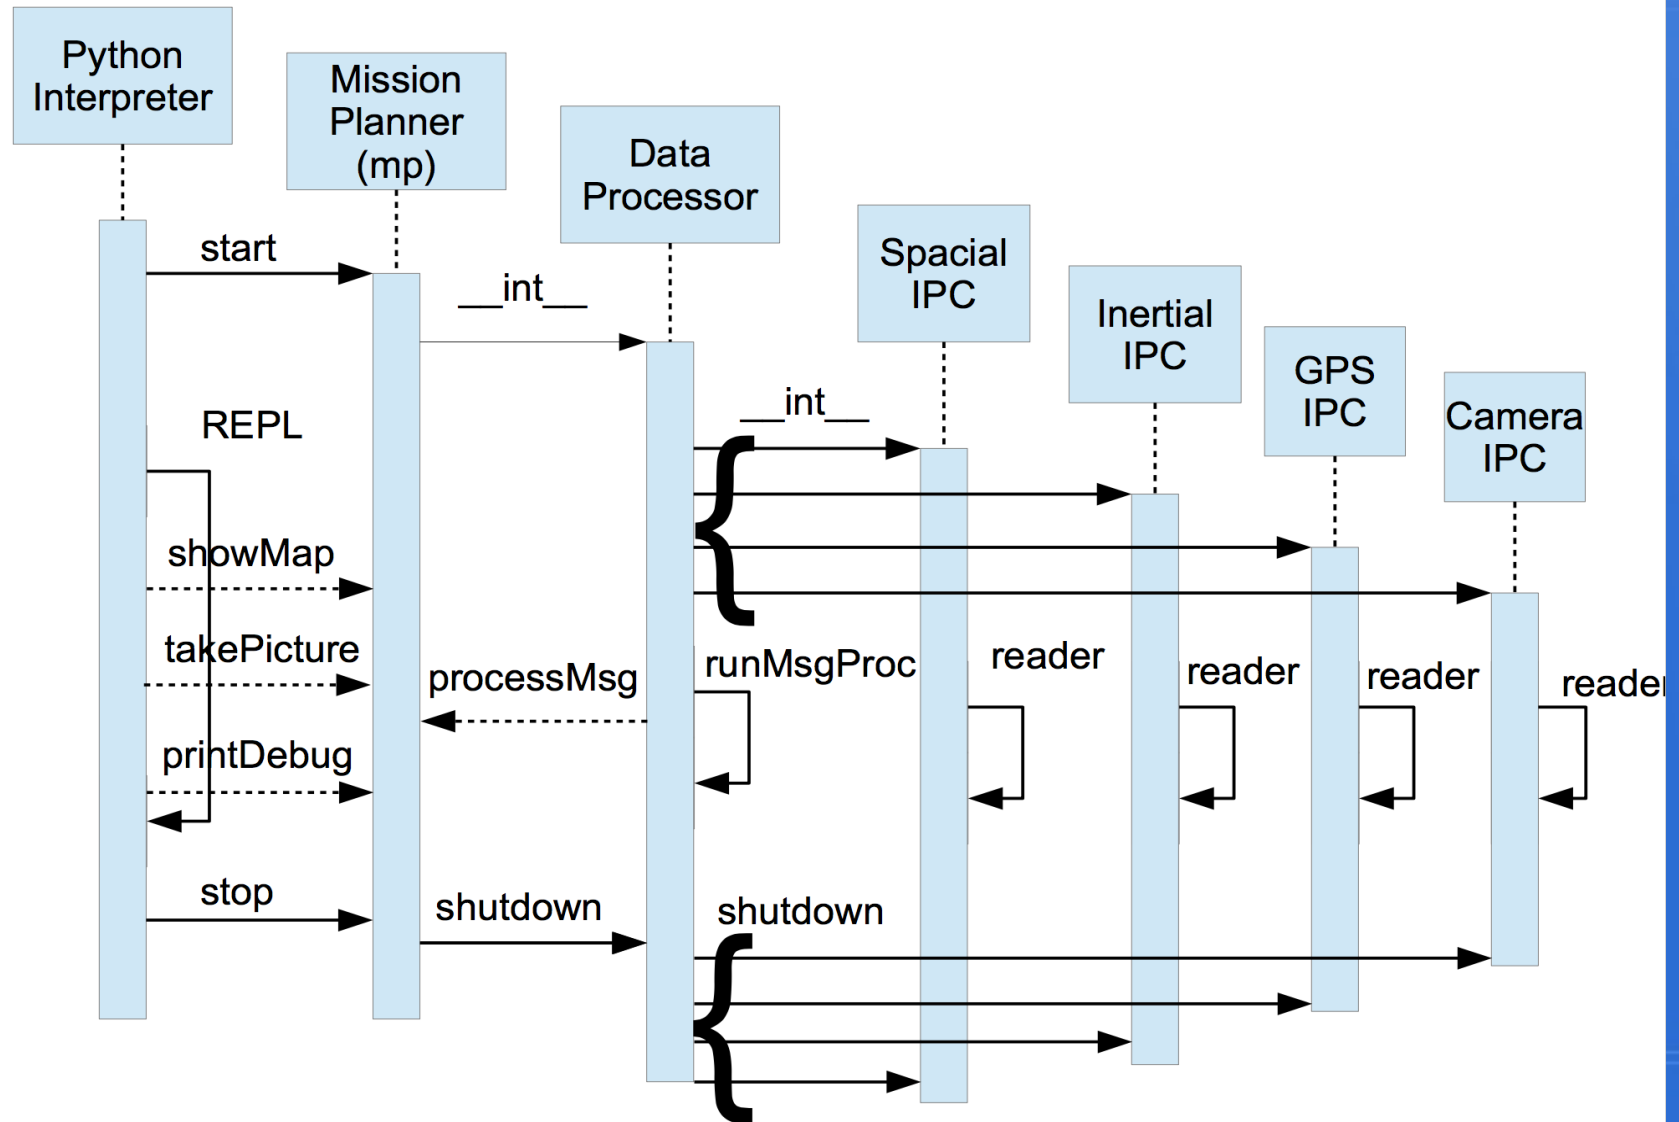 Python
Interpreter
Mission
Planner
(mp)
Data
Processor
Spacial
IPC
Inertial
IPC
GPS
IPC
Camera
IPC
start
__int__
__int__
REPL
showMap
takePicture
processMsg
runMsgProc
reader
reader
reader
reader
printDebug
stop
shutdown
shutdown